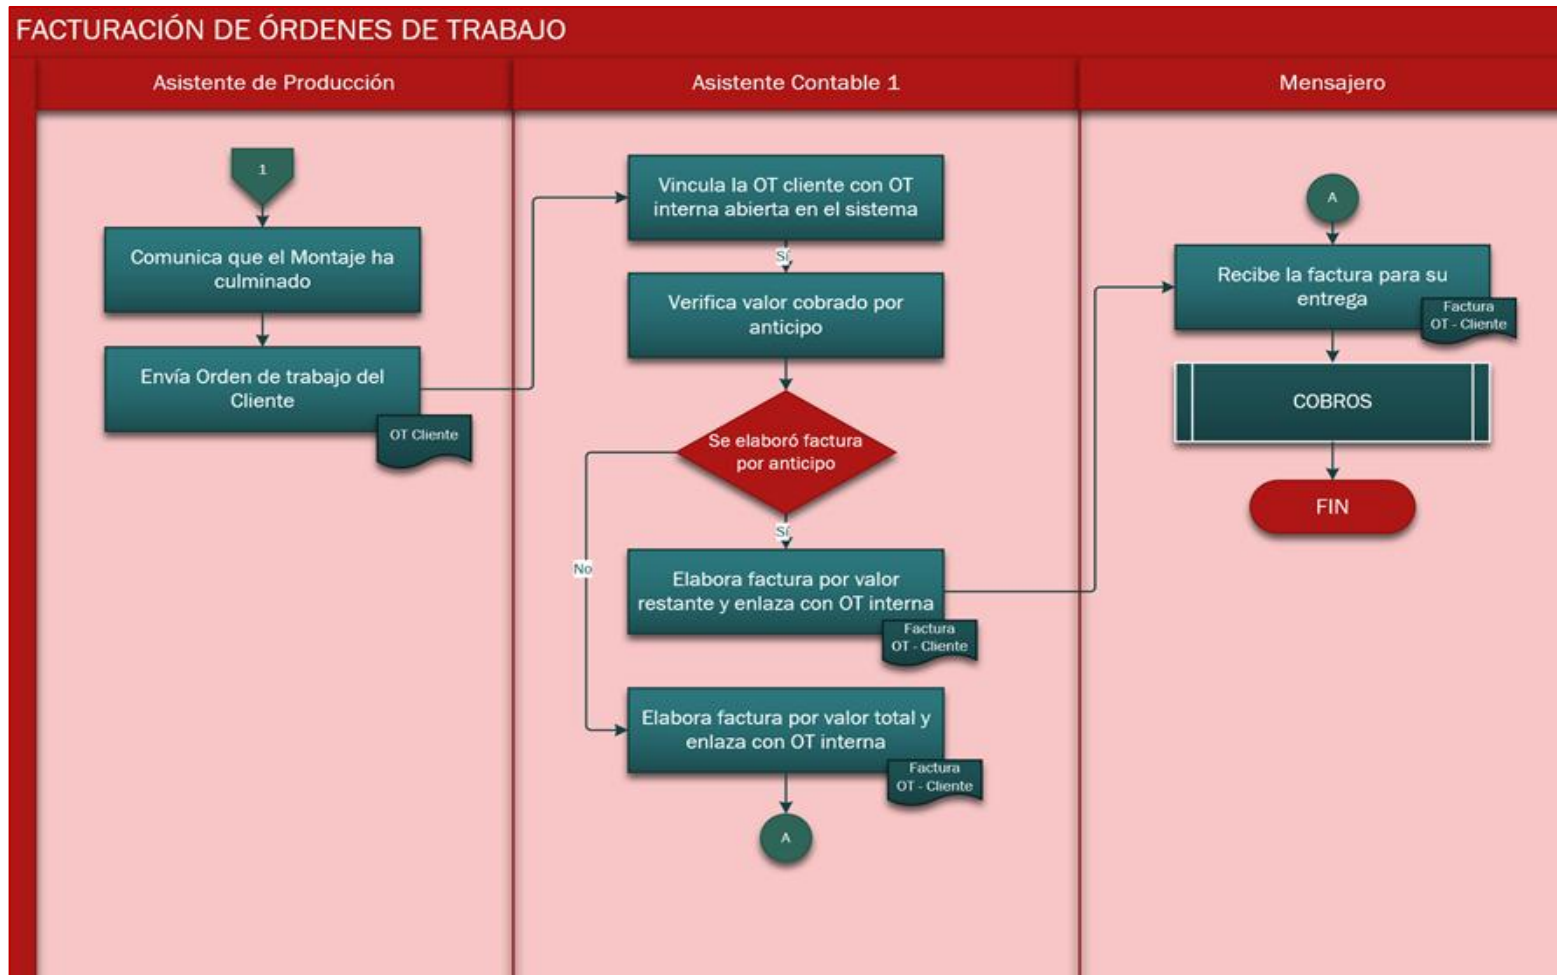 FACTURACIÓN DE ÓRDENES DE TRABAJO
Asistente de Producción
1
Comunica que el Montaje ha
culminado
Envía Orden de trabajo del
Cliente
OT Cliente
Asistente Contable 1
Vincula la OT cliente con OT
interna abierta en el sistema
Sí
Verifica valor cobrado por
anticipo
Se elaboró factura
por anticipo
Sí
No
Elabora factura por valor
restante y enlaza con OT interna
Factura
OT - Cliente
Elabora factura por valor total y
enlaza con OT interna
Factura
OT - Cliente
A
Mensajero
A
Recibe la factura para su
entrega
Factura
OT - Cliente
COBROS
FIN